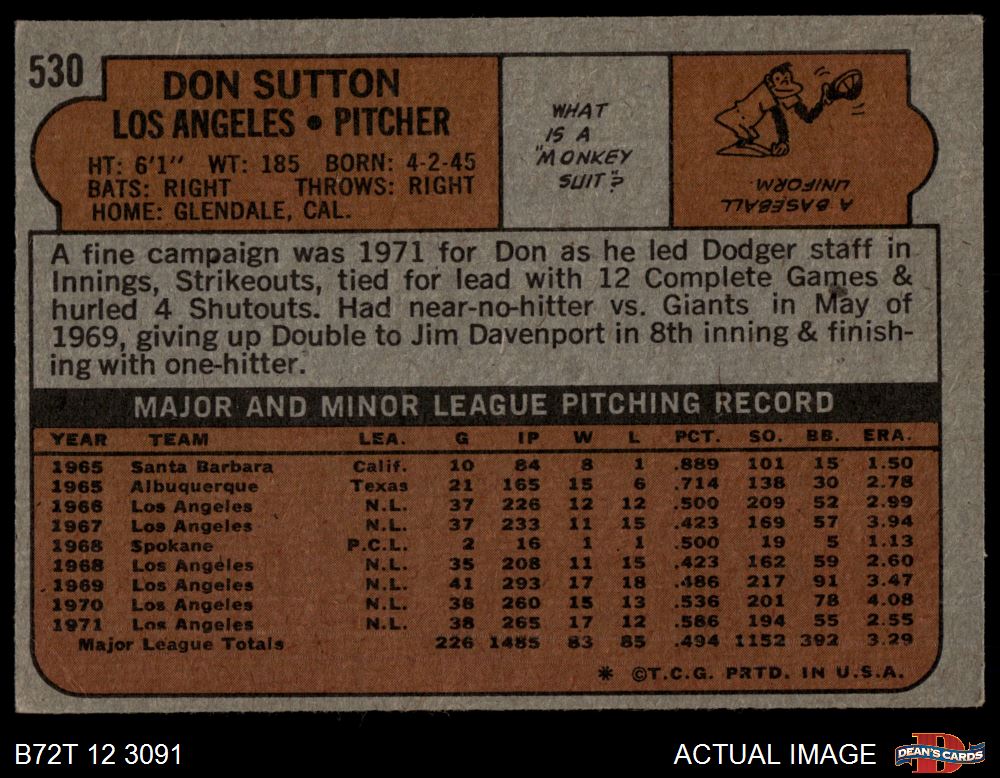 530
DON SUTTON
LOS ANGELES • PITCHER
HT: 6'1" WT: 185 BORN: 4-2-45
BATS: RIGHT THROWS: RIGHT
HOME: GLENDALE, CAL.
WHAT
IS A
"MONKEY
SUIT"?
A BASEBALL
UNIFORM.
A fine campaign was 1971 for Don as he led Dodger staff in
Innings, Strikeouts, tied for lead with 12 Complete Games &
hurled 4 Shutouts. Had near-no-hitter vs. Giants in May of
1969, giving up Double to Jim Davenport in 8th inning & finish-
ing with one-hitter.
MAJOR AND MINOR LEAGUE PITCHING RECORD
YEAR TEAM LEA. G IP W L PCT. SO. BB. ERA.
1965 Santa Barbara Calif. 10 84 8 1 .889 101 15 1.50
1965 Albuquerque Texas 21 165 15 6 .714 138 30 2.78
1966 Los Angeles N.L. 37 226 12 12 .500 209 52 2.99
1967 Los Angeles N.L. 37 233 11 15 .423 169 57 3.94
1968 Spokane P.C.L. 2 16 1 1 .500 19 5 1.13
1968 Los Angeles N.L. 35 208 11 15 .423 162 59 2.60
1969 Los Angeles N.L. 41 293 17 18 .486 217 91 3.47
1970 Los Angeles N.L. 38 260 15 13 .536 201 78 4.08
1971 Los Angeles N.L. 38 265 17 12 .586 194 55 2.55
Major League Totals 226 1485 83 85 .494 1152 392 3.29
* ©T.C.G. PRTD. IN U.S.A.
B72T 12 3091
ACTUAL IMAGE
DEAN'S CARDS